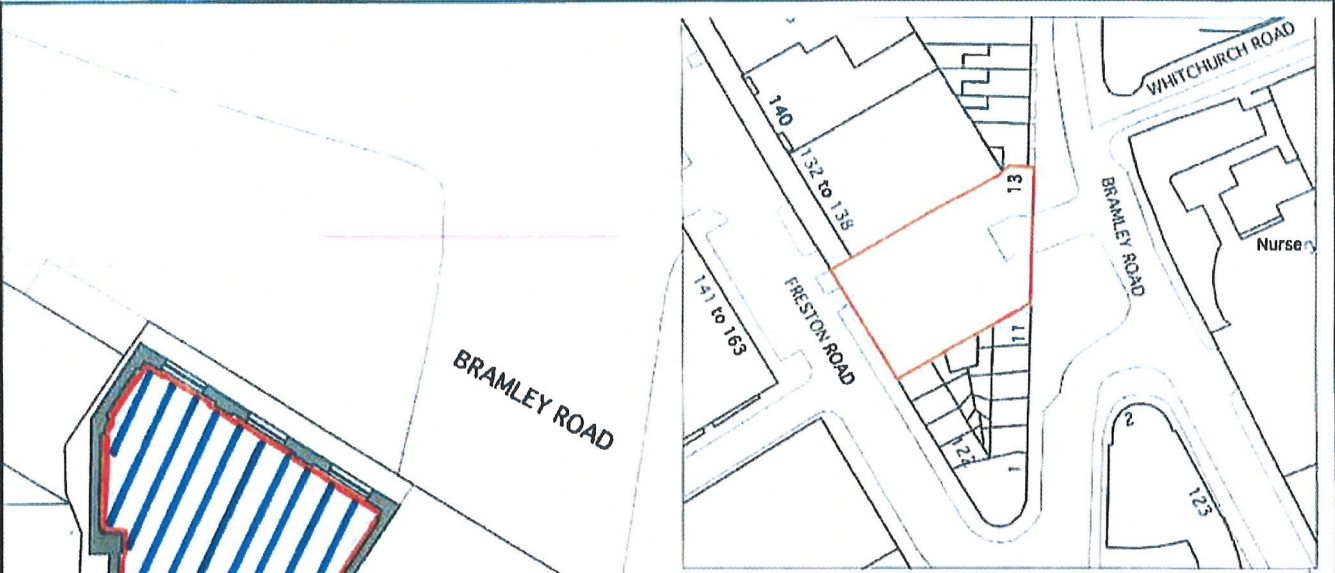 BRAMLEY ROAD
WHITCHURCH ROAD
140
132 to 138
13
BRAMLEY ROAD
Nurse
141 to 163
FRESTON ROAD
11
122
1
2
123